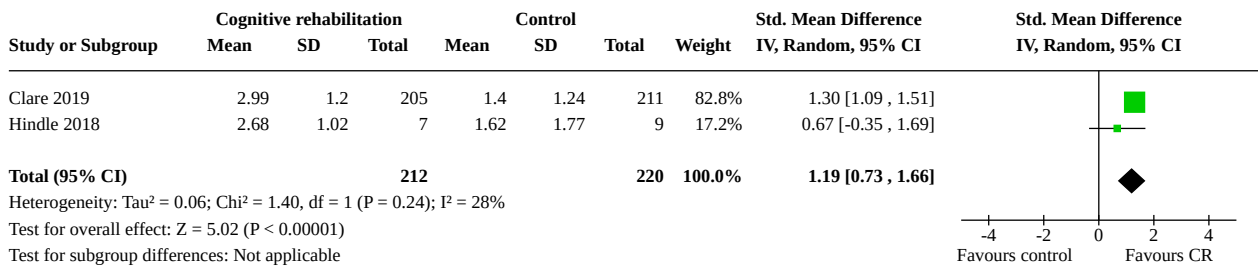 Cognitive rehabilitation Control Std. Mean Difference Std. Mean Difference
Study or Subgroup Mean SD Total Mean SD Total Weight IV, Random, 95% CI IV, Random, 95% CI
Clare 2019 2.99 1.2 205 1.4 1.24 211 82.8% 1.30 [1.09 , 1.51]
Hindle 2018 2.68 1.02 7 1.62 1.77 9 17.2% 0.67 [-0.35 , 1.69]
Total (95% CI) 212 220 100.0% 1.19 [0.73 , 1.66]
Heterogeneity: Tau² = 0.06; Chi² = 1.40, df = 1 (P = 0.24); I² = 28%
Test for overall effect: Z = 5.02 (P < 0.00001)
-4 -2 0 2 4
Test for subgroup differences: Not applicable Favours control Favours CR